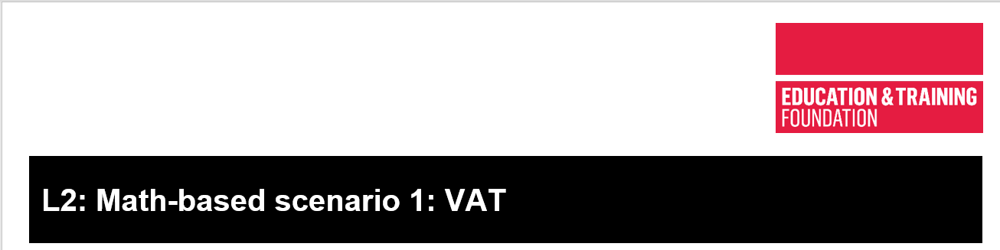 EDUCATION & TRAINING
FOUNDATION
L2: Math-based scenario 1: VAT